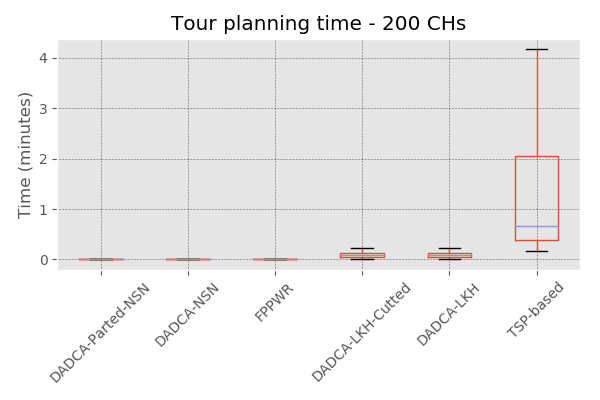 Tour planning time - 200 CHs
Time (minutes)
4
3
2
1
0
DADCA-Parted-NSN
DADCA-NSN
FPPWR
DADCA-LKH-Cutted
DADCA-LKH
TSP-based